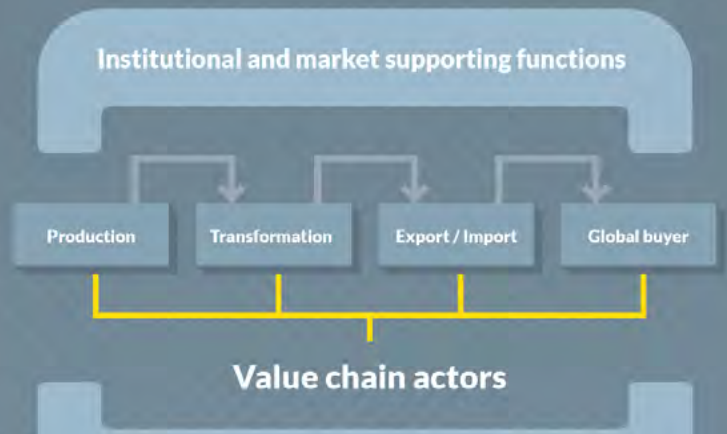 Institutional and market supporting functions
Production
Transformation
Export / Import
Global buyer
Value chain actors